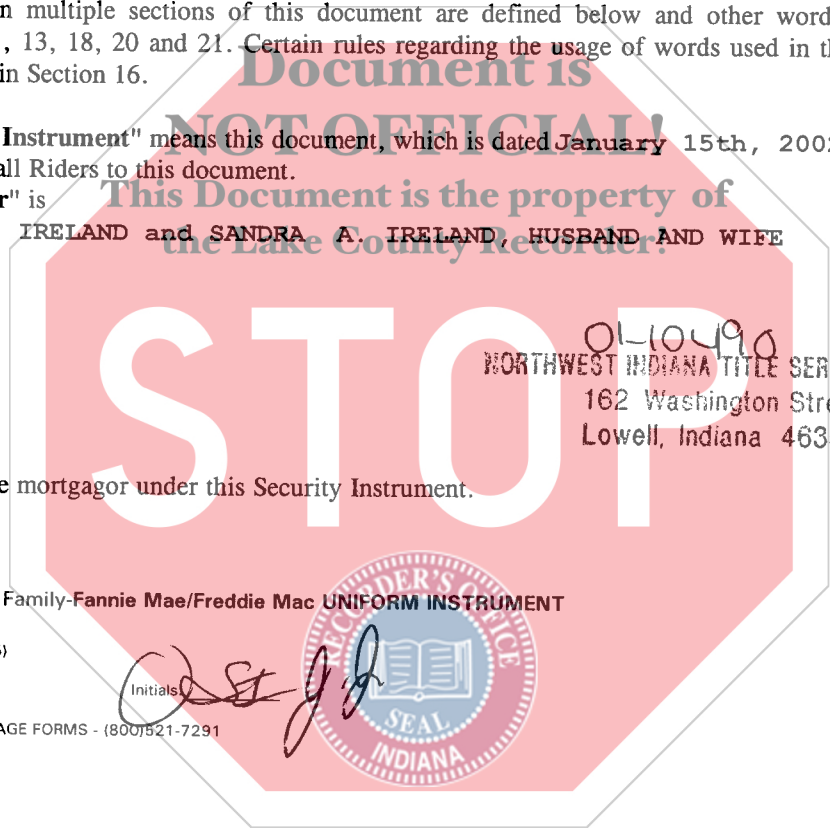 n multiple sections of this document are defined below and other word
, 13, 18, 20 and 21. Certain rules regarding the usage of words used in th
in Section 16.
Document is
NOT OFFICIAL!
Instrument" means this document, which is dated January 15th, 2002
all Riders to this document.
This Document is the property of
r" is
IRELAND and SANDRA A. IRELAND, HUSBAND AND WIFE
the Lake County Recorder!
STOP
01-10490
NORTHWEST INDIANA TITLE SER
162 Washington Stre
Lowell, Indiana 463
e mortgagor under this Security Instrument.
Family-Fannie Mae/Freddie Mac UNIFORM INSTRUMENT
RECORDER'S OFFICE
SEAL
INDIANA
Initials:
AGE FORMS - (800)521-7291